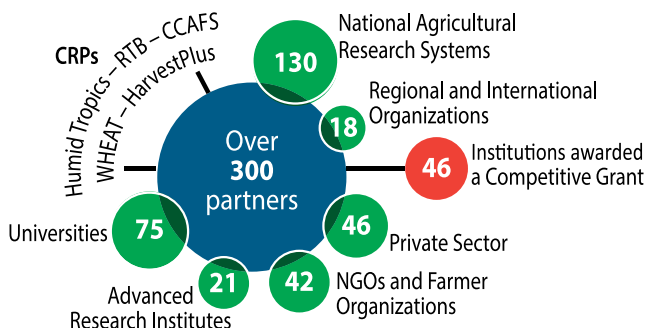 CRPs
Humid Tropics – RTB – CCAFS
WHEAT – HarvestPlus
Over
300
partners
130
National Agricultural
Research Systems
18
Regional and International
Organizations
46
Institutions awarded
a Competitive Grant
46
Private Sector
42
NGOs and Farmer
Organizations
21
Advanced
Research Institutes
75
Universities